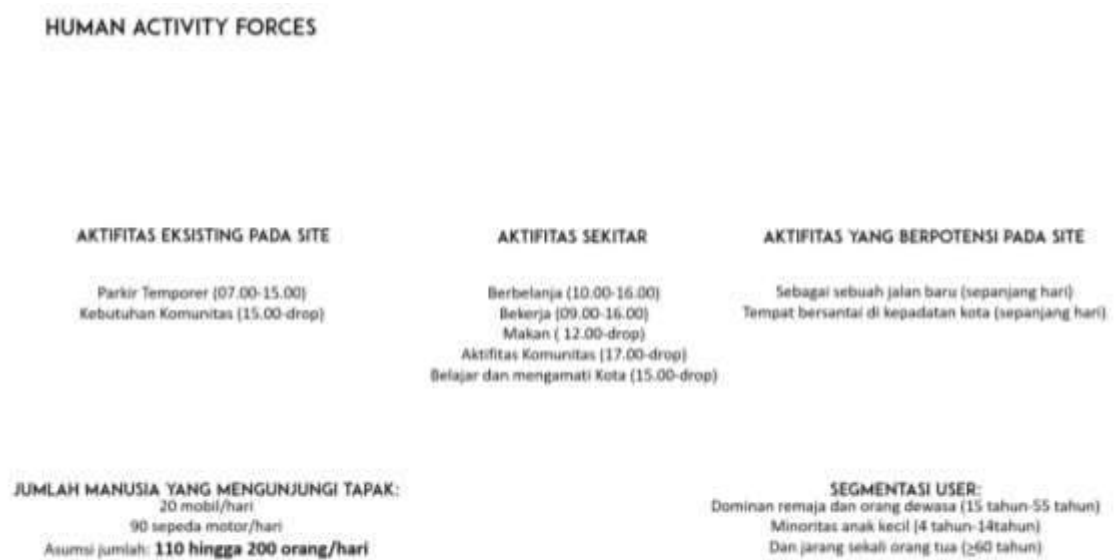 HUMAN ACTIVITY FORCES
AKTIFITAS EKSISTING PADA SITE
Parkir Temporer (07.00-15.00)
Kebutuhan Komunitas (15.00-drop)
AKTIFITAS SEKITAR
Berbelanja (10.00-16.00)
Bekerja (09.00-16.00)
Makan ( 12.00-drop)
Aktifitas Komunitas (17.00-drop)
Belajar dan mengamati Kota (15.00-drop)
AKTIFITAS YANG BERPOTENSI PADA SITE
Sebagai sebuah jalan baru (sepanjang hari)
Tempat bersantai di kepadatan kota (sepanjang hari)
JUMLAH MANUSIA YANG MENGUNJUNGI TAPAK:
20 mobil/hari
90 sepeda motor/hari
Asumsi jumlah: 110 hingga 200 orang/hari
SEGMENTASI USER:
Dominan remaja dan orang dewasa (15 tahun-55 tahun)
Minoritas anak kecil (4 tahun-14tahun)
Dan jarang sekali orang tua (≥60 tahun)